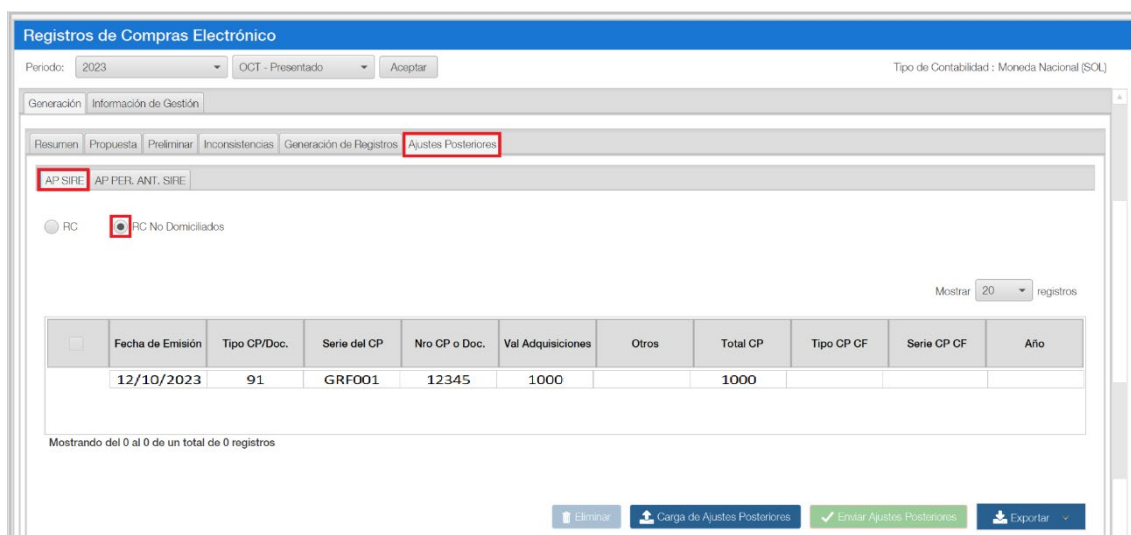 Registros de Compras Electrónico
Periodo: 2023 OCT - Presentado Aceptar Tipo de Contabilidad : Moneda Nacional (SOL)
Generación Información de Gestión
Resumen Propuesta Preliminar Inconsistencias Generación de Registros Ajustes Posteriores
AP SIRE AP PER. ANT. SIRE
RC RC No Domiciliados
Mostrar 20 registros
Fecha de Emisión Tipo CP/Doc. Serie del CP Nro CP o Doc. Val Adquisiciones Otros Total CP Tipo CP CF Serie CP CF Año
12/10/2023 91 GRF001 12345 1000 1000
Mostrando del 0 al 0 de un total de 0 registros
Eliminar Carga de Ajustes Posteriores Enviar Ajustes Posteriores Exportar